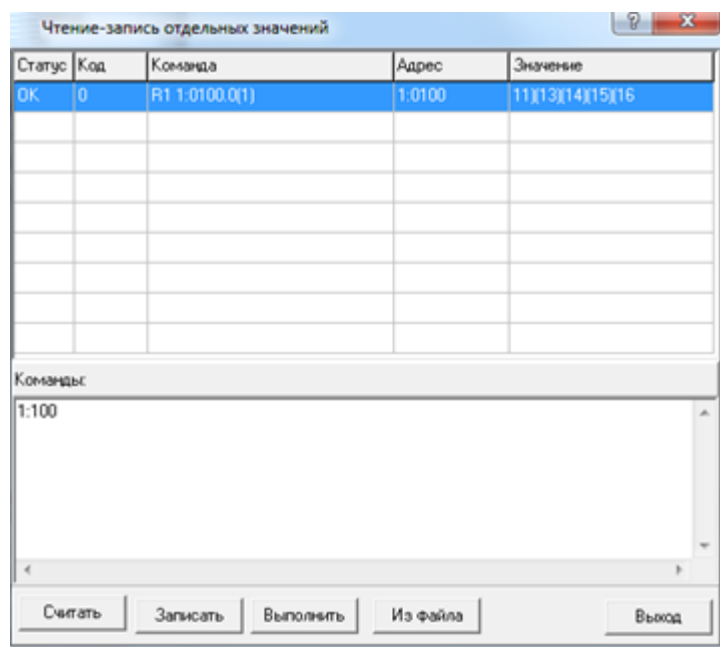 Чтение-запись отдельных значений
Статус Код Команда Адрес Значение
OK 0 R1 1:0100.0(1) 1:0100 11)(13)(14)(15)(16
Команды:
1:100
Считать Записать Выполнить Из файла Выход